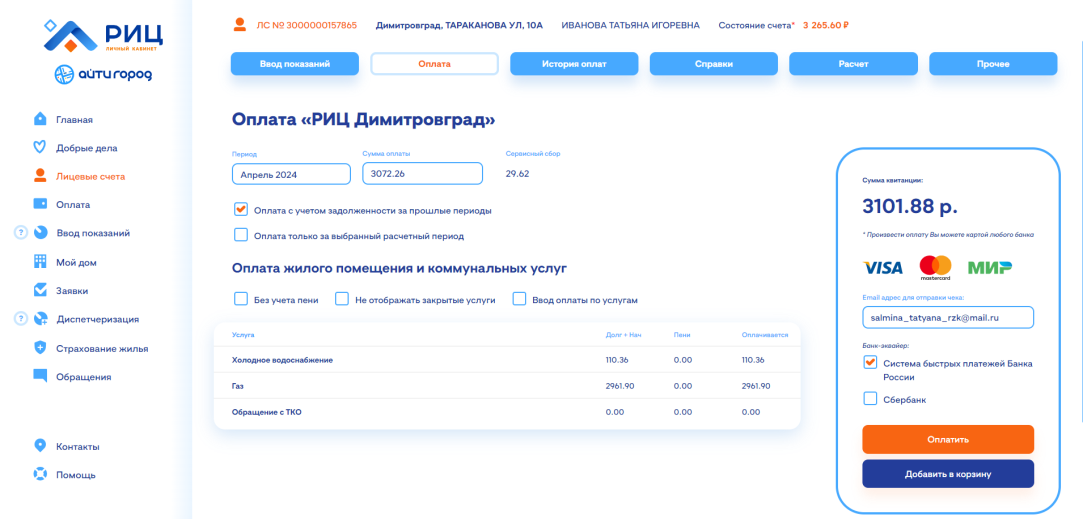 РИЦ
ЛИЧНЫЙ КАБИНЕТ
айти город
Главная
Добрые дела
Лицевые счета
Оплата
? Ввод показаний
Мой дом
Заявки
? Диспетчеризация
Страхование жилья
Обращения
Контакты
Помощь
ЛС № 3000000157865 Димитровград, ТАРАКАНОВА УЛ, 10А ИВАНОВА ТАТЬЯНА ИГОРЕВНА Состояние счета* 3 265.60 ₽
Ввод показаний Оплата История оплат Справки Расчет Прочее
Оплата «РИЦ Димитровград»
Период Сумма оплаты Сервисный сбор
Апрель 2024 3072.26 29.62
Оплата с учетом задолженности за прошлые периоды
Оплата только за выбранный расчетный период
Оплата жилого помещения и коммунальных услуг
Без учета пени Не отображать закрытые услуги Ввод оплаты по услугам
Услуга Долг + Нач Пени Оплачивается
Холодное водоснабжение 110.36 0.00 110.36
Газ 2961.90 0.00 2961.90
Обращение с ТКО 0.00 0.00 0.00
Сумма квитанции:
3101.88 р.
* Произвести оплату Вы можете картой любого банка
VISA mastercard МИР
Email адрес для отправки чека:
salmina_tatyana_rzk@mail.ru
Банк-эквайер:
Система быстрых платежей Банка
России
Сбербанк
Оплатить
Добавить в корзину